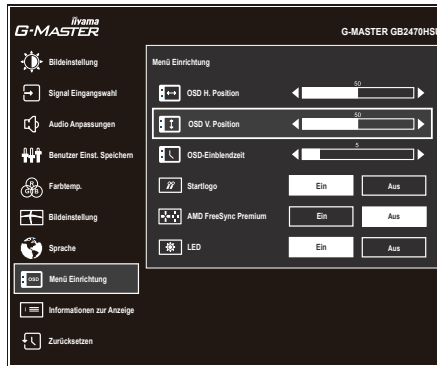 iiyama
G-MASTER
G-MASTER GB2470HSU
Bildeinstellung
Signal Eingangswahl
Audio Anpassungen
Benutzer Einst. Speichern
R
G B
Farbtemp.
Bildeinstellung
Sprache
OSD
Menü Einrichtung
i
Informationen zur Anzeige
Zurücksetzen
Menü Einrichtung
OSD H. Position
50
OSD V. Position
50
OSD-Einblendzeit
5
Startlogo
Ein
Aus
AMD FreeSync Premium
Ein
Aus
LED
Ein
Aus